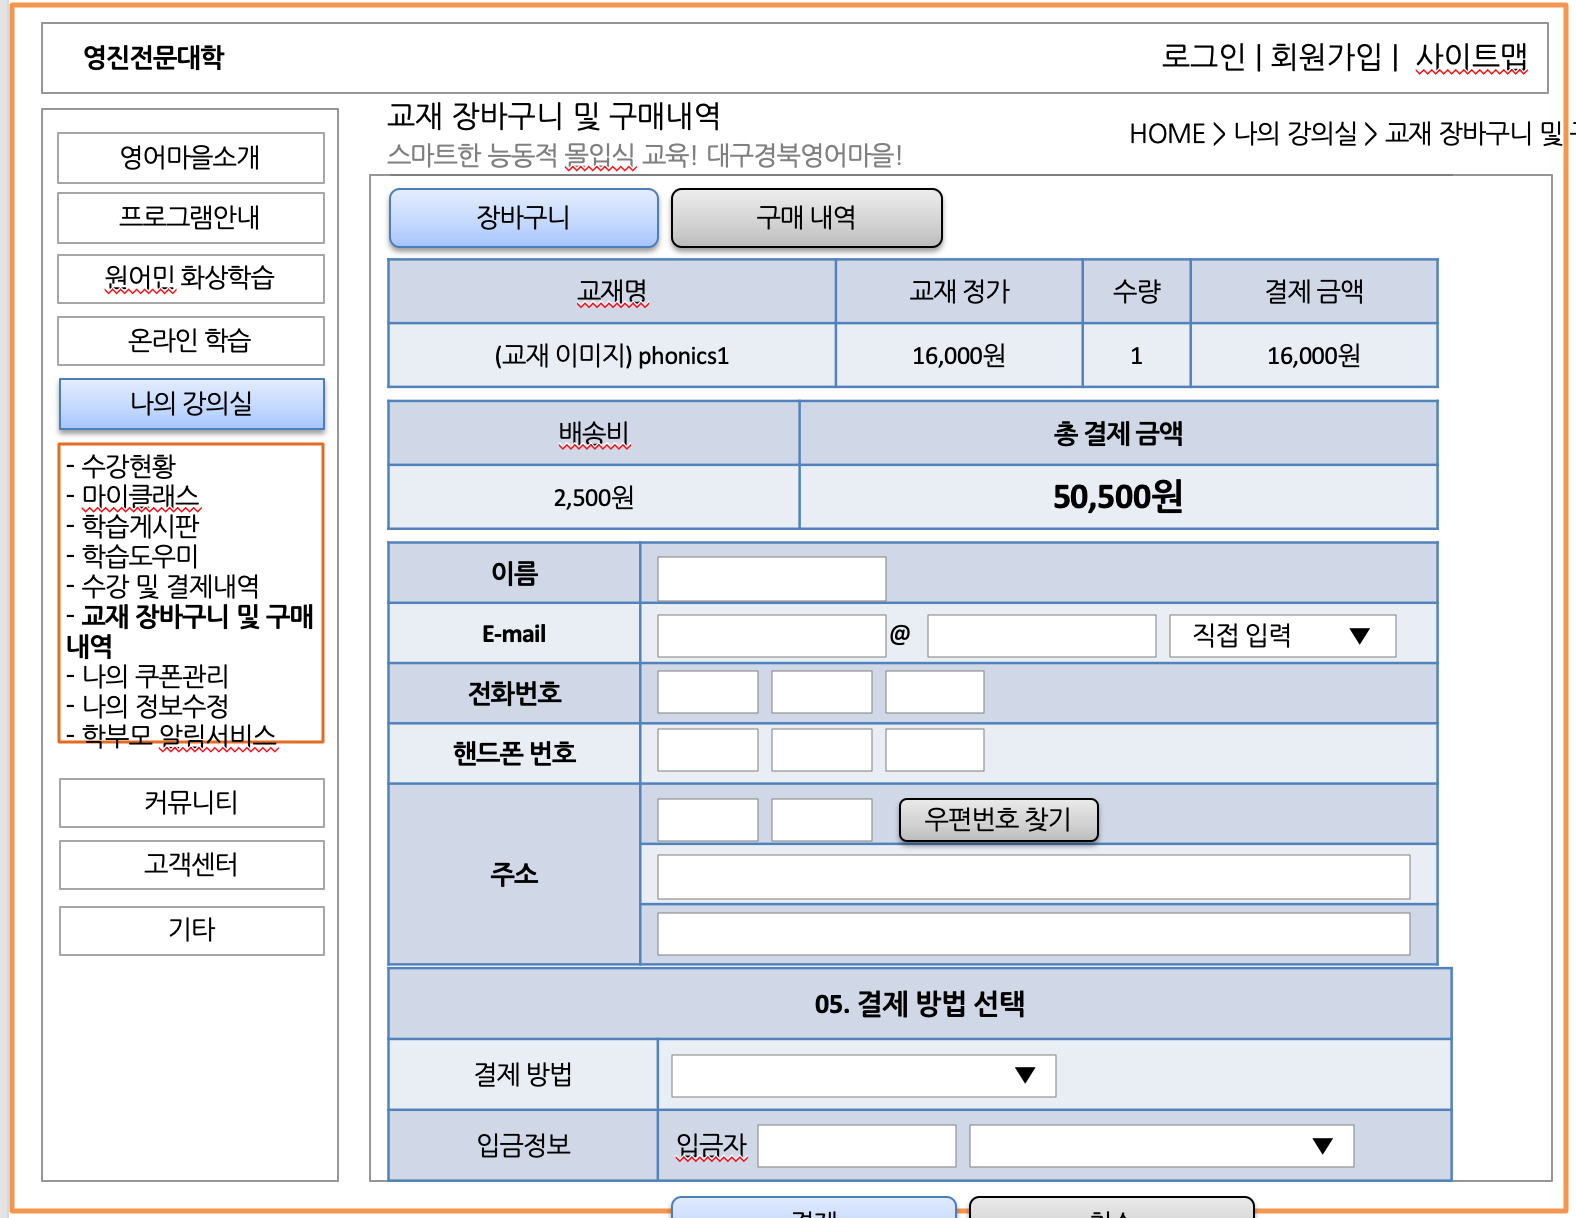 영진전문대학
로그인 | 회원가입 | 사이트맵
교재 장바구니 및 구매내역
스마트한 능동적 몰입식 교육! 대구경북영어마을!
HOME > 나의 강의실 > 교재 장바구니 및
영어마을소개
프로그램안내
원어민 화상학습
온라인 학습
나의 강의실
- 수강현황
- 마이클래스
- 학습게시판
- 학습도우미
- 수강 및 결제내역
- 교재 장바구니 및 구매
내역
- 나의 쿠폰관리
- 나의 정보수정
- 학부모 알림서비스
커뮤니티
고객센터
기타
장바구니 구매 내역
교재명 교재 정가 수량 결제 금액
(교재 이미지) phonics1 16,000원 1 16,000원
배송비 총 결제 금액
2,500원 50,500원
이름
E-mail @ 직접 입력 ▼
전화번호
핸드폰 번호
주소 우편번호 찾기
05. 결제 방법 선택
결제 방법 ▼
입금정보 입금자 ▼